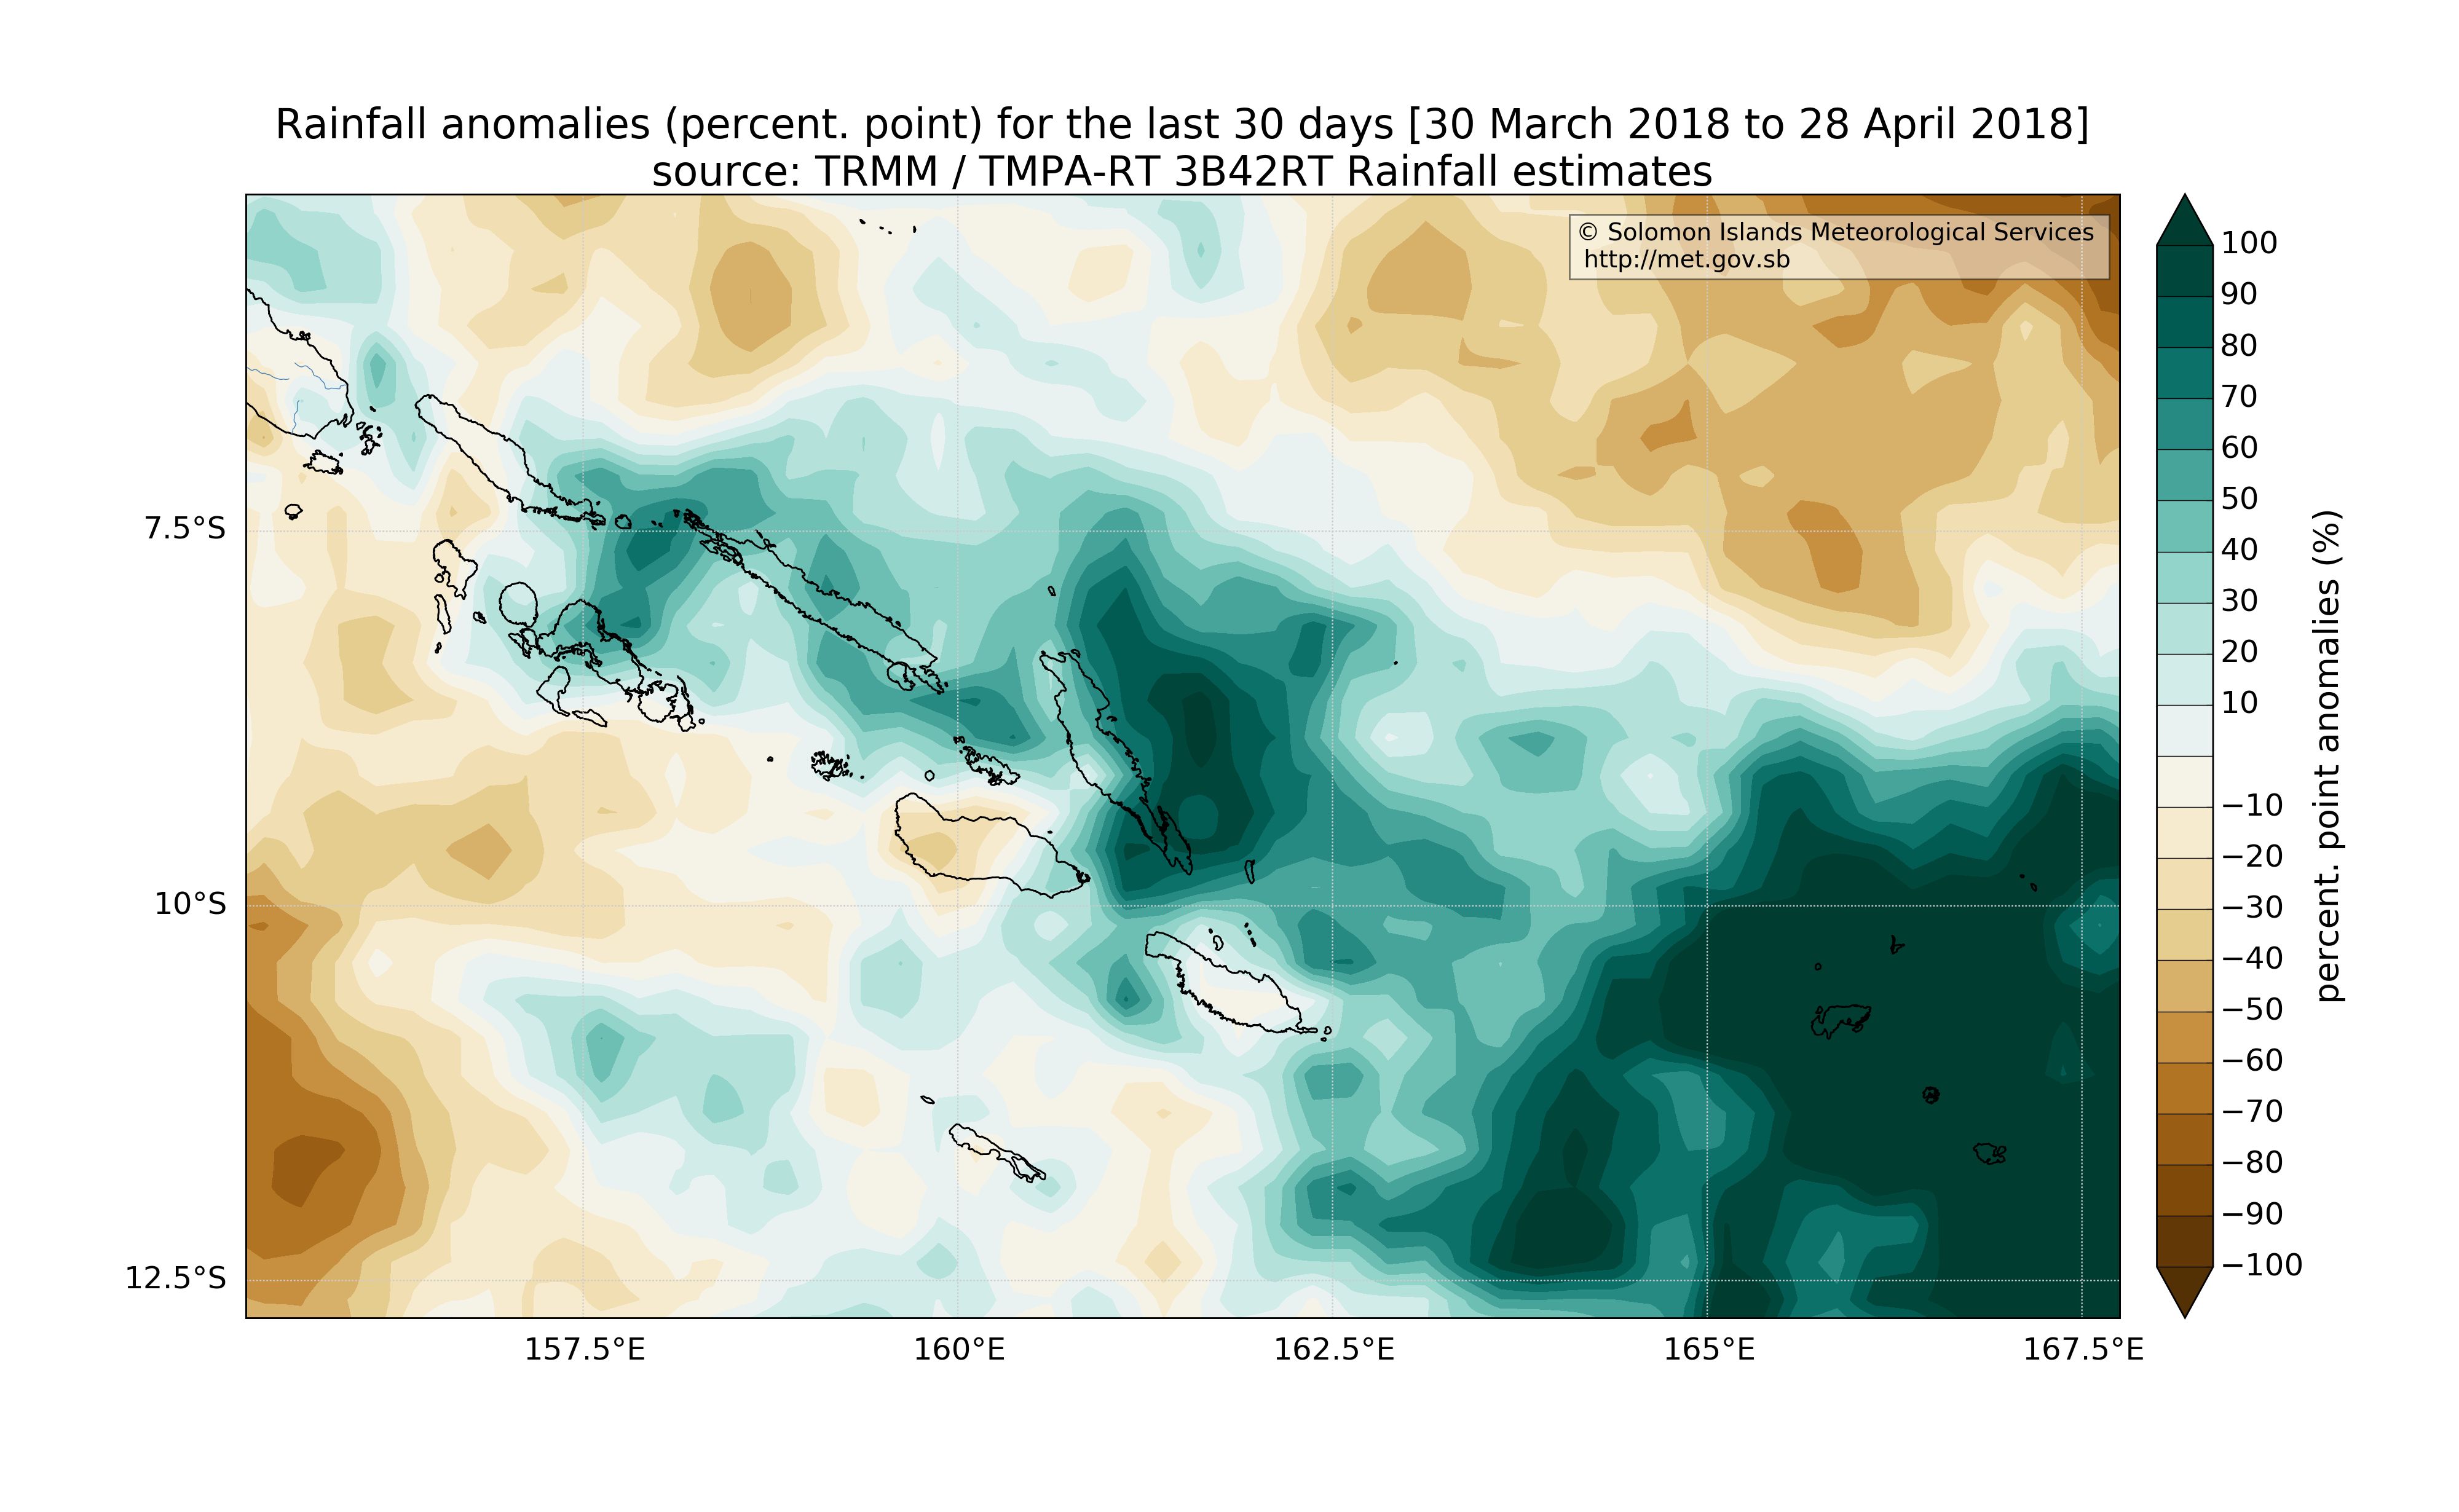 Rainfall anomalies (percent. point) for the last 30 days [30 March 2018 to 28 April 2018]
source: TRMM / TMPA-RT 3B42RT Rainfall estimates
© Solomon Islands Meteorological Services
http://met.gov.sb
7.5°S
10°S
12.5°S
157.5°E
160°E
162.5°E
165°E
167.5°E
100
90
80
70
60
50
40
30
20
10
−10
−20
−30
−40
−50
−60
−70
−80
−90
−100
percent. point anomalies (%)